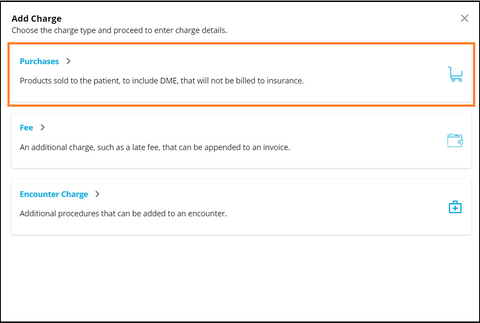 Add Charge
Choose the charge type and proceed to enter charge details.
Purchases
Products sold to the patient, to include DME, that will not be billed to insurance.
Fee
An additional charge, such as a late fee, that can be appended to an invoice.
Encounter Charge
Additional procedures that can be added to an encounter.